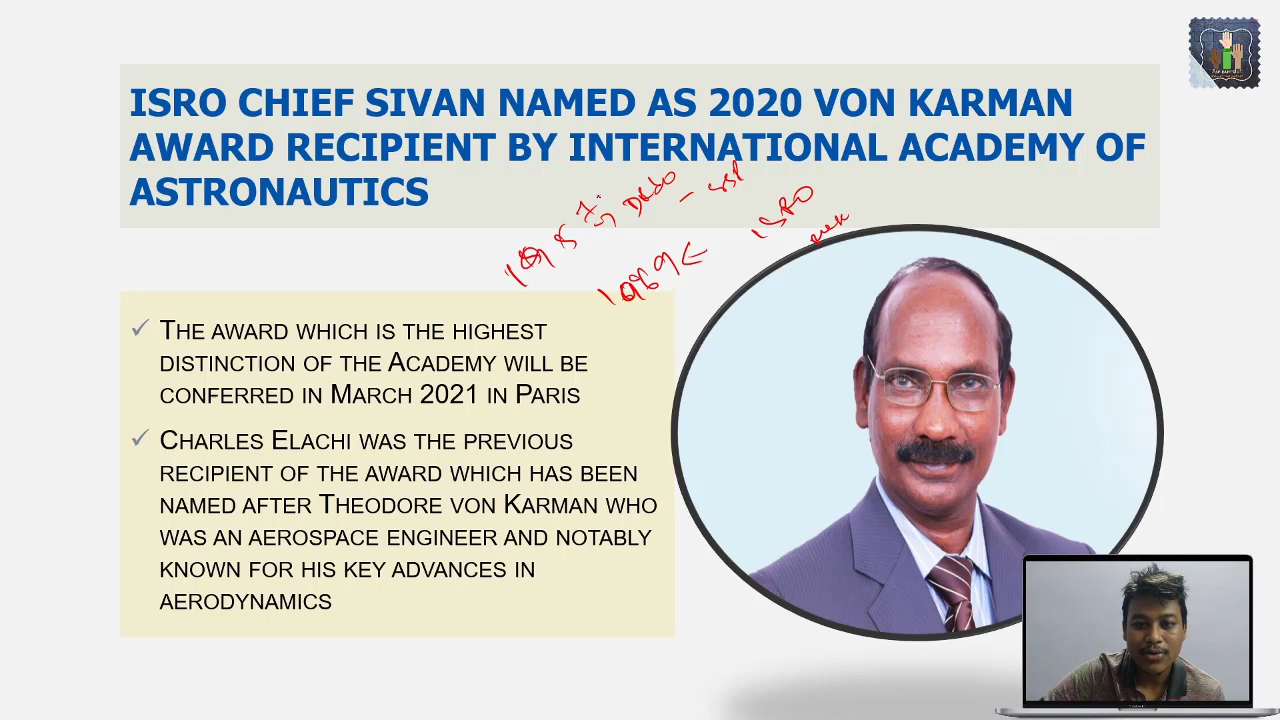 ISRO CHIEF SIVAN NAMED AS 2020 VON KARMAN
AWARD RECIPIENT BY INTERNATIONAL ACADEMY OF
ASTRONAUTICS
DRDO
ISRO
1969
THE AWARD WHICH IS THE HIGHEST
DISTINCTION OF THE ACADEMY WILL BE
CONFERRED IN MARCH 2021 IN PARIS
CHARLES ELACHI WAS THE PREVIOUS
RECIPIENT OF THE AWARD WHICH HAS BEEN
NAMED AFTER THEODORE VON KARMAN WHO
WAS AN AEROSPACE ENGINEER AND NOTABLY
KNOWN FOR HIS KEY ADVANCES IN
AERODYNAMICS